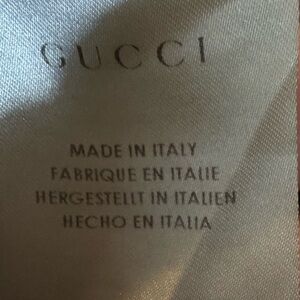 GUCCI
MADE IN ITALY
FABRIQUE EN ITALIE
HERGESTELLT IN ITALIEN
HECHO EN ITALIA